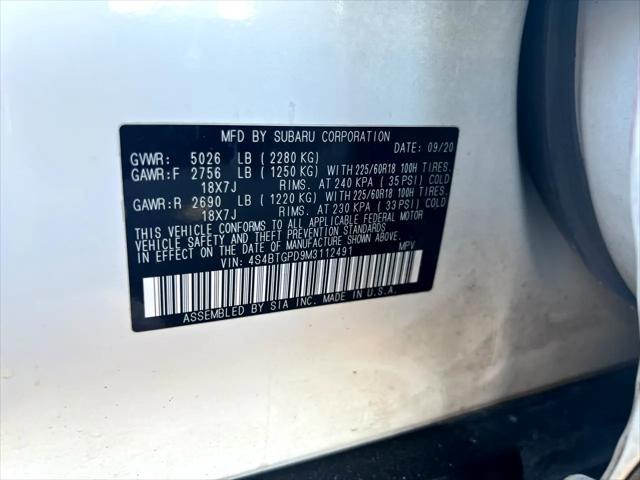 MFD BY SUBARU CORPORATION
DATE: 09/20
GVWR: 5026 LB ( 2280 KG)
GAWR:F 2756 LB ( 1250 KG) WITH 225/60R18 100H TIRES.
18X7J RIMS. AT 240 KPA ( 35 PSI) COLD
GAWR:R 2690 LB ( 1220 KG) WITH 225/60R18 100H TIRES.
18X7J RIMS. AT 230 KPA ( 33 PSI) COLD
THIS VEHICLE CONFORMS TO ALL APPLICABLE FEDERAL MOTOR
VEHICLE SAFETY AND BUMPER STANDARDS
IN EFFECT ON THE DATE OF MANUFACTURE SHOWN ABOVE.
VIN: 4S4BTGPD9M3112491 MPV
ASSEMBLED BY SIA INC. MADE IN U.S.A.